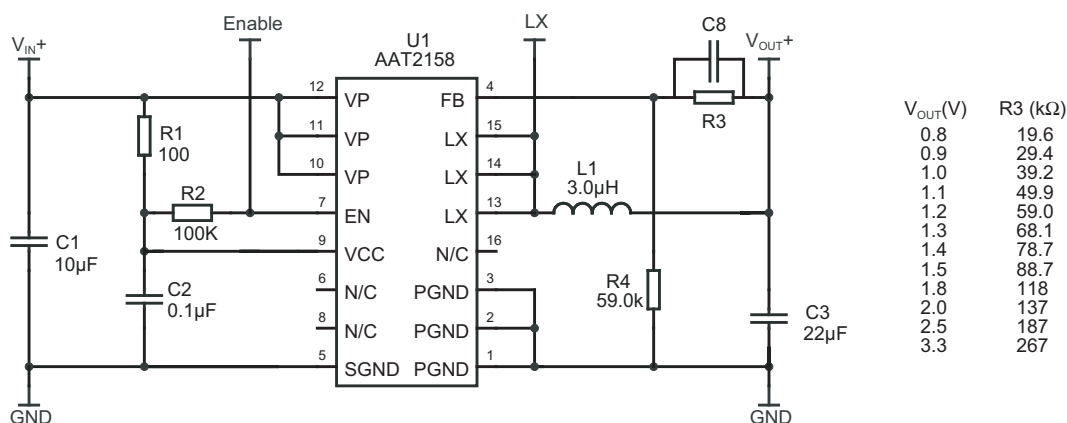 Enable
LX
C8
V_IN+
U1
AAT2158
V_OUT+
12 VP
FB 4
R3
11 VP
LX 15
10 VP
LX 14
R1
100
L1
3.0µH
R2
100K
7 EN
LX 13
9 VCC
N/C 16
C1
10µF
C2
0.1µF
6 N/C
PGND 3
R4
59.0k
8 N/C
PGND 2
C3
22µF
5 SGND
PGND 1
GND
GND
V_OUT(V) R3 (kΩ)
0.8 19.6
0.9 29.4
1.0 39.2
1.1 49.9
1.2 59.0
1.3 68.1
1.4 78.7
1.5 88.7
1.8 118
2.0 137
2.5 187
3.3 267